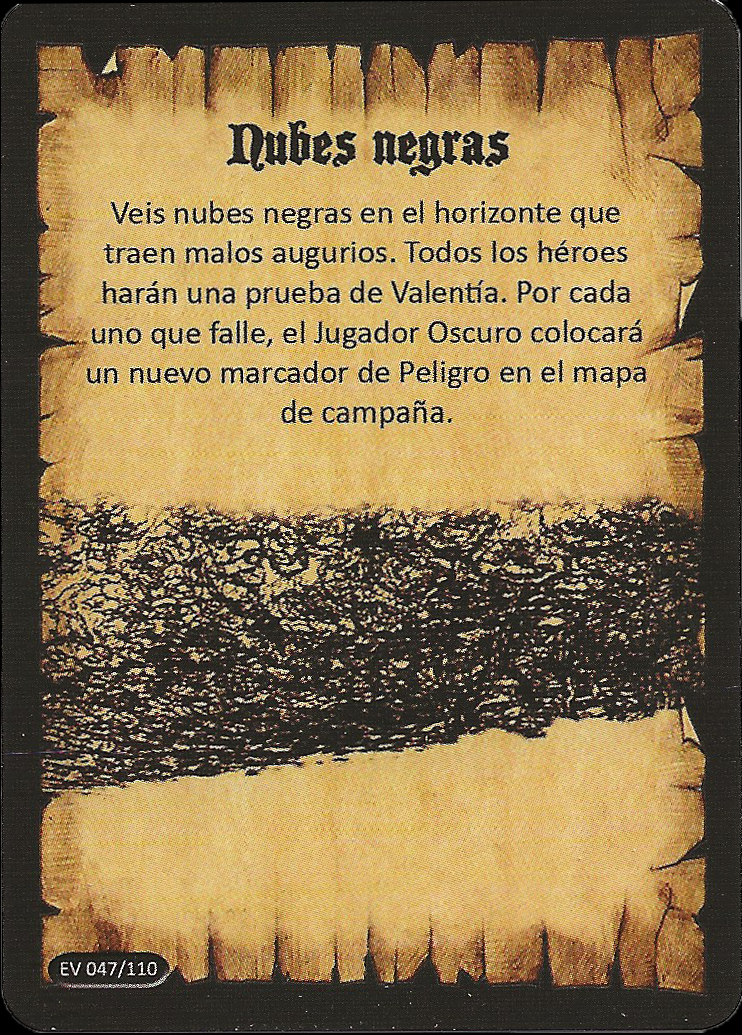 Nubes negras
Veis nubes negras en el horizonte que
traen malos augurios. Todos los héroes
harán una prueba de Valentía. Por cada
uno que falle, el Jugador Oscuro colocará
un nuevo marcador de Peligro en el mapa
de campaña.
EV 047/110